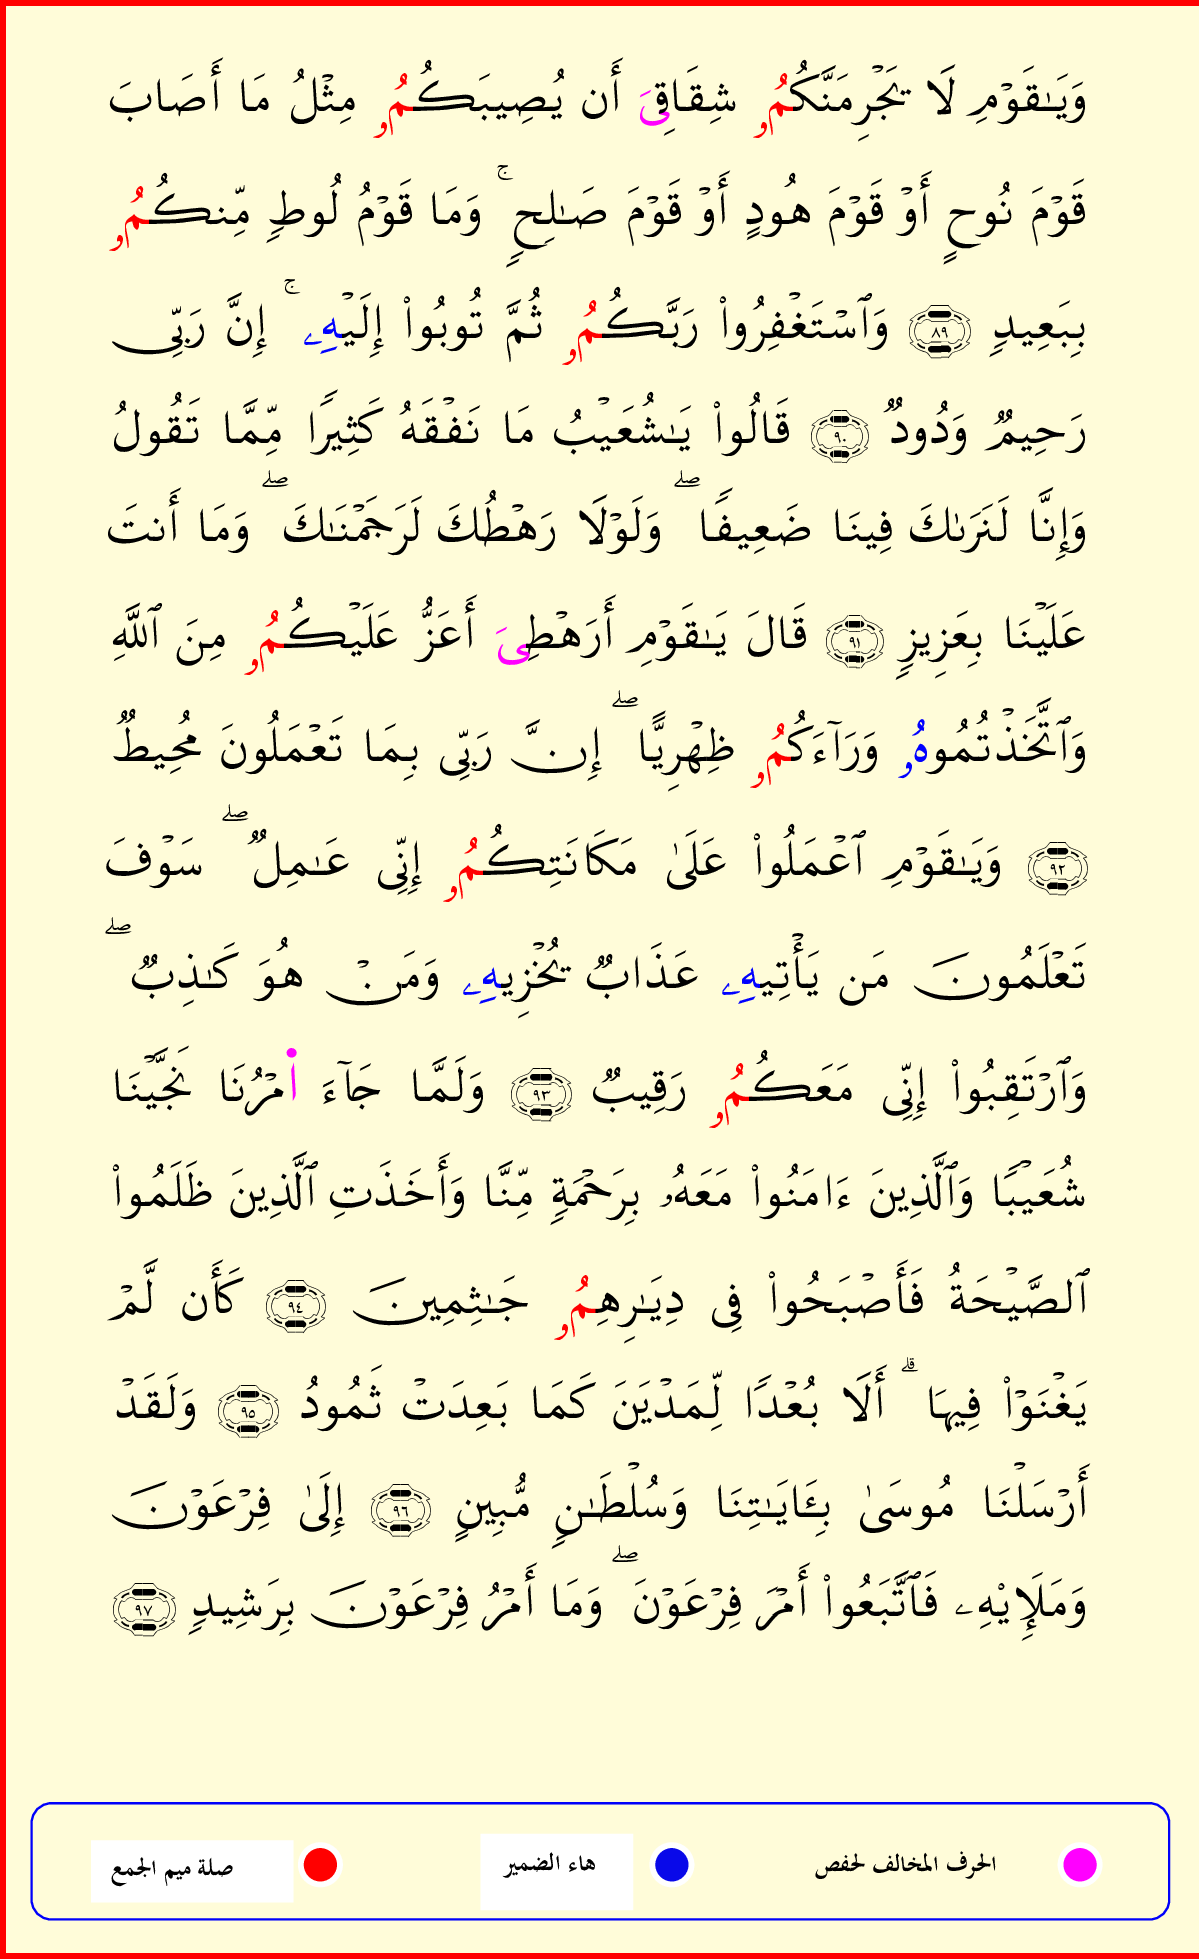 وَيَـٰقَوۡمِ لَا يَجۡرِمَنَّكُمُۥ شِقَاقِيَ أَن يُصِيبَكُمُۥ مِثۡلُ مَا أَصَابَ
قَوۡمَ نُوحٍ أَوۡ قَوۡمَ هُودٍ أَوۡ قَوۡمَ صَـٰلِحٍ ۚ وَمَا قَوۡمُ لُوطٍ مِّنكُمُۥ
بِبَعِيدٍ ٨٩ وَٱسۡتَغۡفِرُوا۟ رَبَّكُمُۥ ثُمَّ تُوبُوا۟ إِلَيۡهِۦ ۚ إِنَّ رَبِّى
رَحِيمٌ وَدُودٌ ٩٠ قَالُوا۟ يَـٰشُعَيۡبُ مَا نَفۡقَهُ كَثِيرًا مِّمَّا تَقُولُ
وَإِنَّا لَنَرَىٰكَ فِينَا ضَعِيفًا ۖ وَلَوۡلَا رَهۡطُكَ لَرَجَمۡنَـٰكَ ۖ وَمَا أَنتَ
عَلَيۡنَا بِعَزِيزٍ ٩١ قَالَ يَـٰقَوۡمِ أَرَهۡطِيَ أَعَزُّ عَلَيۡكُمُۥ مِنَ ٱللَّهِ
وَٱتَّخَذۡتُمُوهُۥ وَرَآءَكُمُۥ ظِهۡرِيًّا ۖ إِنَّ رَبِّى بِمَا تَعۡمَلُونَ مُحِيطٌ
٩٢ وَيَـٰقَوۡمِ ٱعۡمَلُوا۟ عَلَىٰ مَكَانَتِكُمُۥ إِنِّى عَـٰمِلٌ ۖ سَوۡفَ
تَعۡلَمُونَ مَن يَأۡتِيهِۦ عَذَابٌ يُخۡزِيهِۦ وَمَنۡ هُوَ كَـٰذِبٌ ۖ
وَٱرۡتَقِبُوا۟ إِنِّى مَعَكُمُۥ رَقِيبٌ ٩٣ وَلَمَّا جَآءَ ا۬مۡرُنَا نَجَّيۡنَا
شُعَيۡبًا وَٱلَّذِينَ ءَامَنُوا۟ مَعَهُۥ بِرَحۡمَةٍ مِّنَّا وَأَخَذَتِ ٱلَّذِينَ ظَلَمُوا۟
ٱلصَّيۡحَةُ فَأَصۡبَحُوا۟ فِى دِيَـٰرِهِمُۥ جَـٰثِمِينَ ٩٤ كَأَن لَّمۡ
يَغۡنَوۡا۟ فِيهَا ۗ أَلَا بُعۡدًا لِّمَدۡيَنَ كَمَا بَعِدَتۡ ثَمُودُ ٩٥ وَلَقَدۡ
أَرۡسَلۡنَا مُوسَىٰ بِـَٔايَـٰتِنَا وَسُلۡطَـٰنٍ مُّبِينٍ ٩٦ إِلَىٰ فِرۡعَوۡنَ
وَمَلَإِي۟هِۦ فَٱتَّبَعُوا۟ أَمۡرَ فِرۡعَوۡنَ ۖ وَمَا أَمۡرُ فِرۡعَوۡنَ بِرَشِيدٍ ٩٧
الحرف المخالف لحفص هاء الضمير صلة ميم الجمع